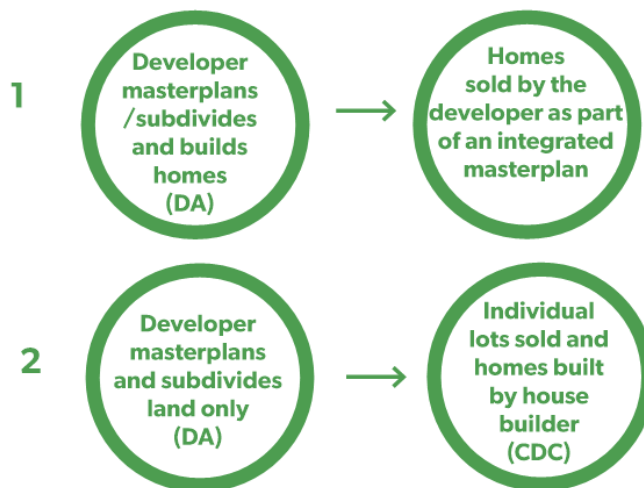 1
Developer
masterplans
/subdivides
and builds
homes
(DA)
Homes
sold by the
developer as part
of an integrated
masterplan
2
Developer
masterplans
and subdivides
land only
(DA)
Individual
lots sold and
homes built
by house
builder
(CDC)